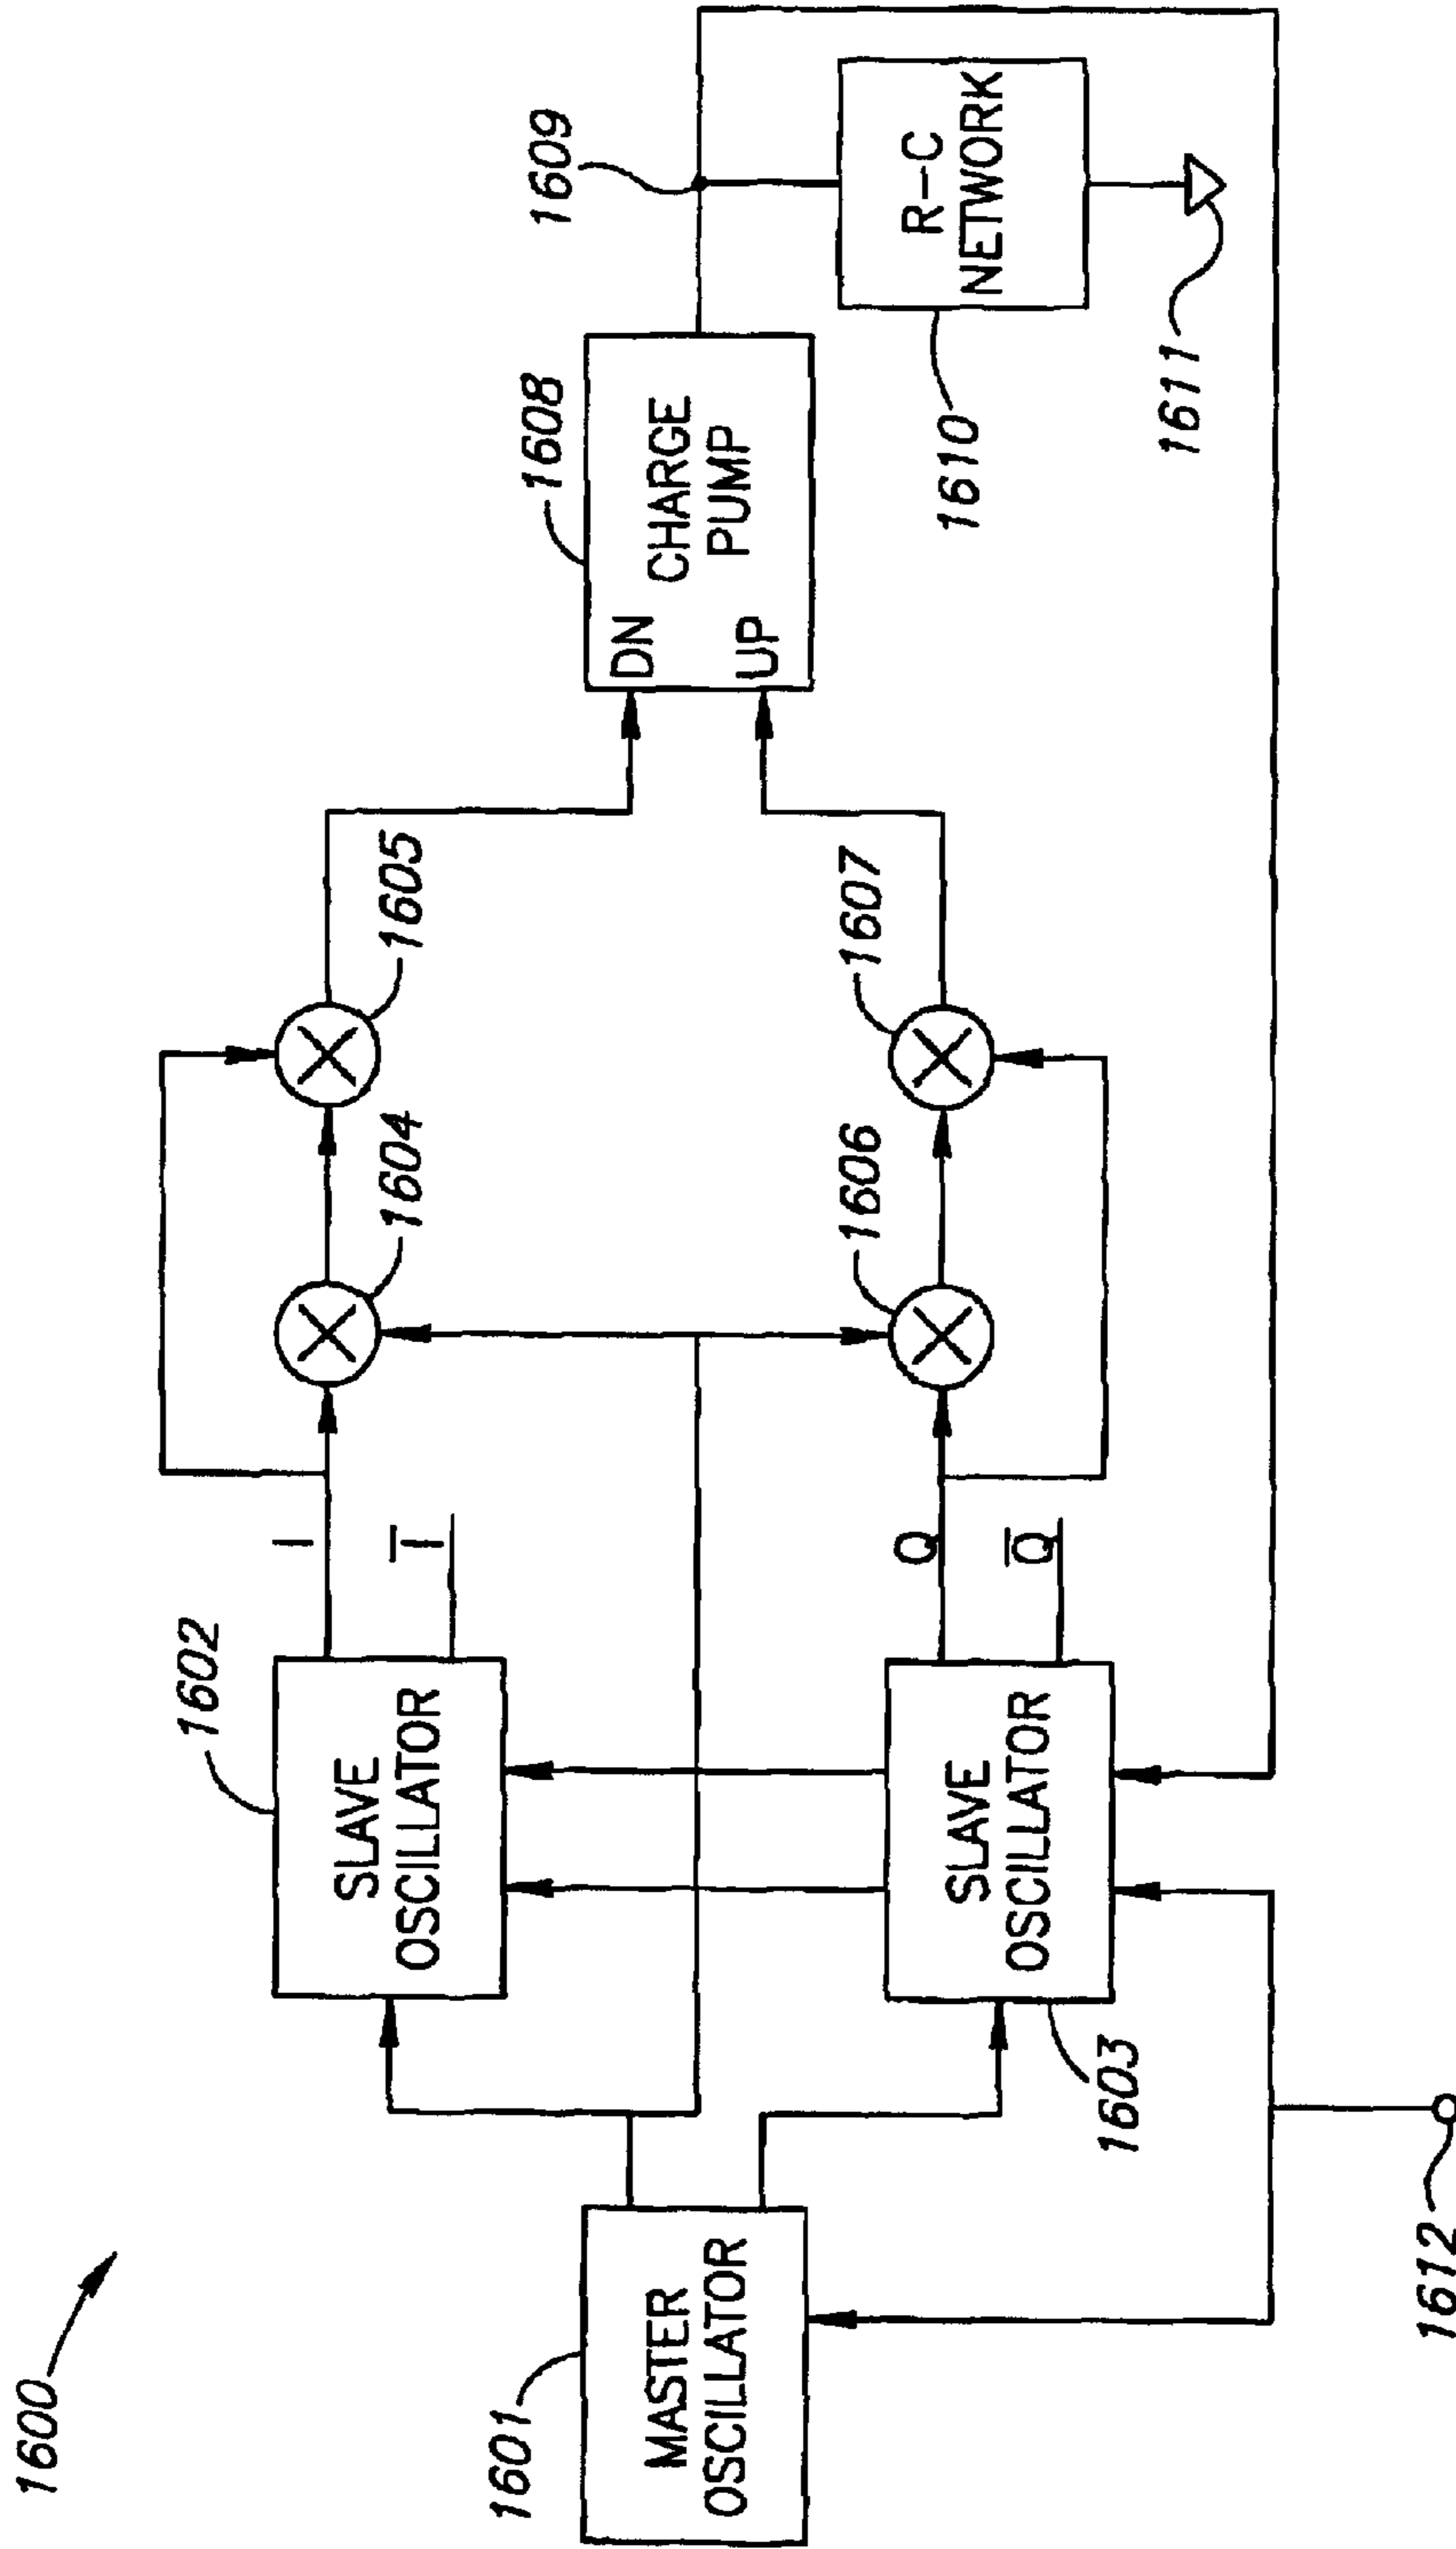 1600
1601
MASTER
OSCILLATOR
1602
SLAVE
OSCILLATOR
I
I̅
1603
SLAVE
OSCILLATOR
Q
Q̅
1604
1605
1606
1607
1608
DN
UP
CHARGE
PUMP
1609
R-C
NETWORK
1610
1611
1612